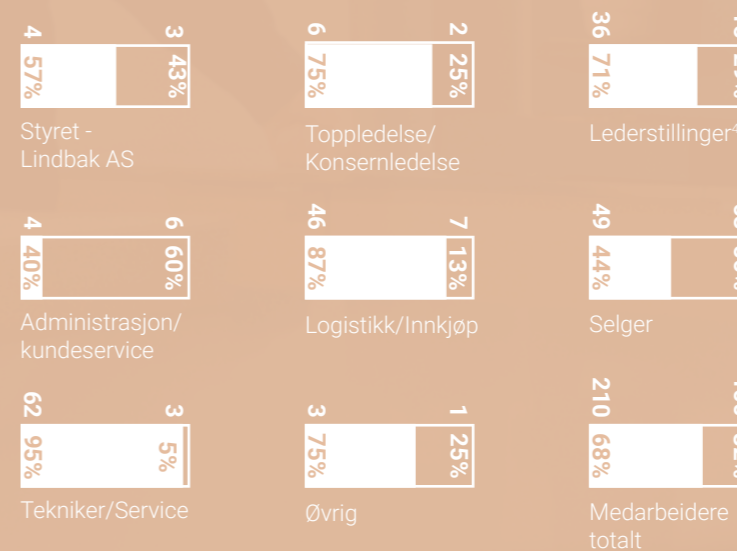 4 3
57% 43%
Styret -
Lindbak AS
6 2
75% 25%
Toppledelse/
Konsernledelse
36
71%
Lederstillinger
4 6
40% 60%
Administrasjon/
kundeservice
46 7
87% 13%
Logistikk/Innkjøp
49
44%
Selger
62 3
95% 5%
Tekniker/Service
3 1
75% 25%
Øvrig
210
68%
Medarbeidere
totalt